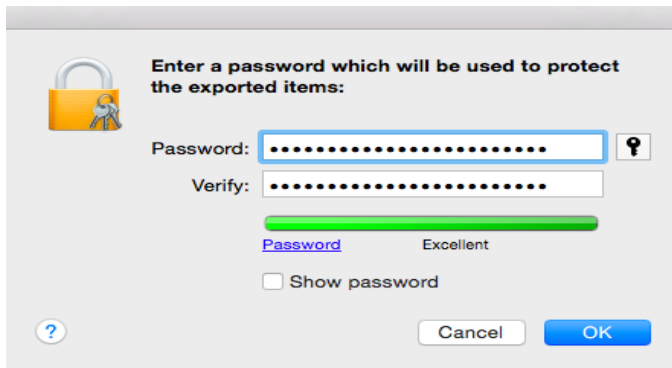 Enter a password which will be used to protect
the exported items:
Password: ••••••••••••••••••••••••
Verify: ••••••••••••••••••••••••
Password Excellent
Show password
? Cancel OK